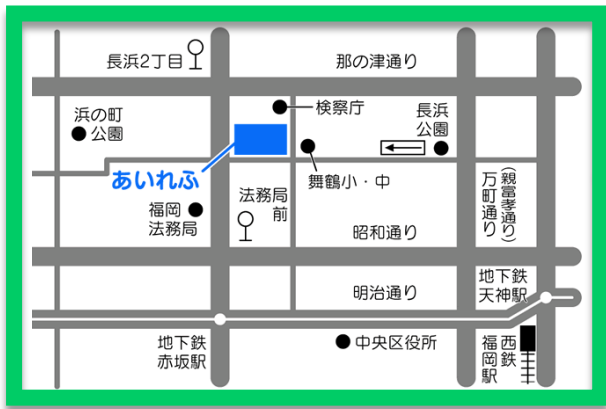 長浜2丁目
那の津通り
浜の町
公園
検察庁
長浜
公園
あいれふ
舞鶴小・中
法務局
前
福岡
法務局
万町通り
(親富孝通り)
昭和通り
明治通り
地下鉄
天神駅
地下鉄
赤坂駅
中央区役所
西鉄
福岡駅